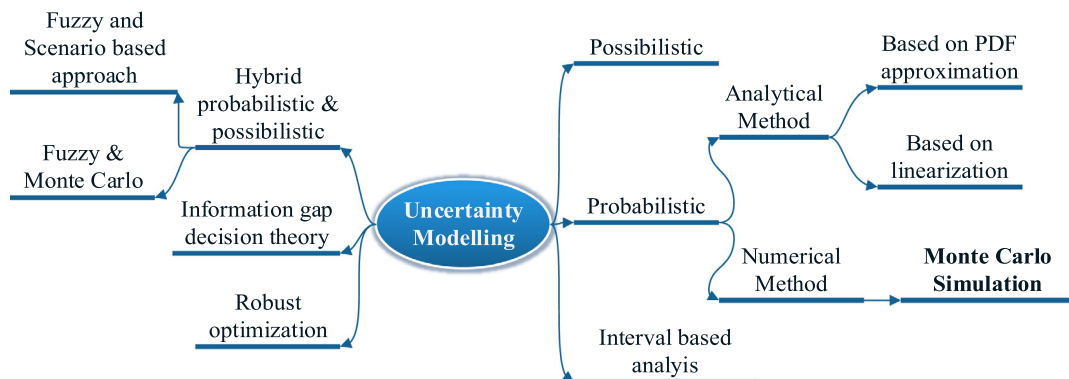 Fuzzy and
Scenario based
approach
Hybrid
probabilistic &
possibilistic
Fuzzy &
Monte Carlo
Information gap
decision theory
Robust
optimization
Uncertainty
Modelling
Possibilistic
Probabilistic
Interval based
analyis
Analytical
Method
Based on PDF
approximation
Based on
linearization
Numerical
Method
Monte Carlo
Simulation